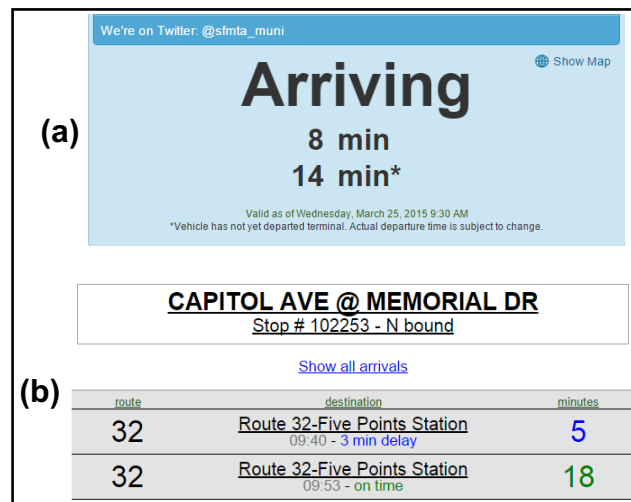 We're on Twitter: @sfmta_muni
Show Map
Arriving
(a)
8 min
14 min*
Valid as of Wednesday, March 25, 2015 9:30 AM
*Vehicle has not yet departed terminal. Actual departure time is subject to change.
CAPITOL AVE @ MEMORIAL DR
Stop # 102253 - N bound
Show all arrivals
(b)
route destination minutes
32 Route 32-Five Points Station 5
09:40 - 3 min delay
32 Route 32-Five Points Station 18
09:53 - on time